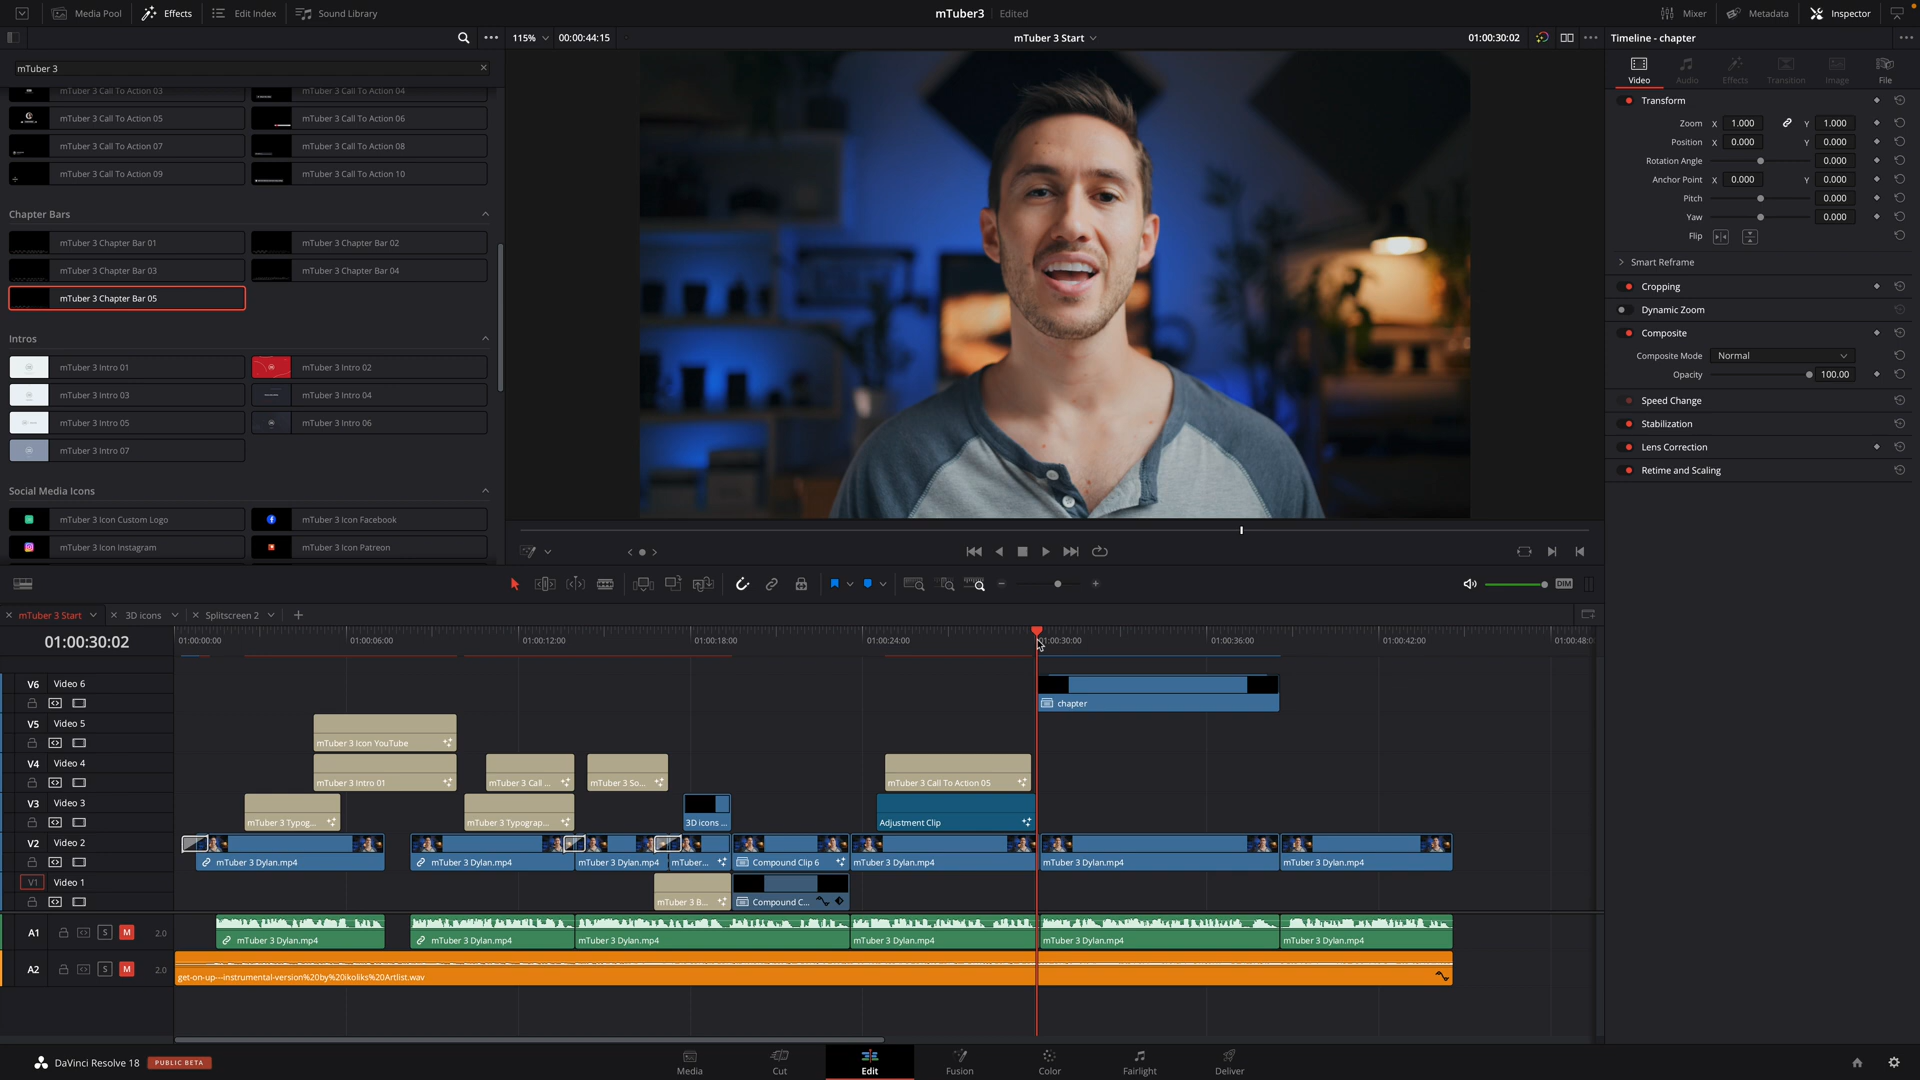 Media Pool
Effects
Edit Index
Sound Library
mTuber3
Edited
Mixer
Metadata
Inspector
115%
00:00:44:15
mTuber 3 Start
01:00:30:02
Timeline - chapter
mTuber 3
mTuber 3 Call To Action 03
mTuber 3 Call To Action 04
mTuber 3 Call To Action 05
mTuber 3 Call To Action 06
mTuber 3 Call To Action 07
mTuber 3 Call To Action 08
mTuber 3 Call To Action 09
mTuber 3 Call To Action 10
Chapter Bars
mTuber 3 Chapter Bar 01
mTuber 3 Chapter Bar 02
mTuber 3 Chapter Bar 03
mTuber 3 Chapter Bar 04
mTuber 3 Chapter Bar 05
Intros
mTuber 3 Intro 01
mTuber 3 Intro 02
mTuber 3 Intro 03
mTuber 3 Intro 04
mTuber 3 Intro 05
mTuber 3 Intro 06
mTuber 3 Intro 07
Social Media Icons
mTuber 3 Icon Custom Logo
mTuber 3 Icon Facebook
mTuber 3 Icon Instagram
mTuber 3 Icon Patreon
Video
Audio
Effects
Transition
Image
File
Transform
Zoom X 1.000 Y 1.000
Position X 0.000 Y 0.000
Rotation Angle 0.000
Anchor Point X 0.000 Y 0.000
Pitch 0.000
Yaw 0.000
Flip
Smart Reframe
Cropping
Dynamic Zoom
Composite
Composite Mode Normal
Opacity 100.00
Speed Change
Stabilization
Lens Correction
Retime and Scaling
DIM
mTuber 3 Start
3D icons
Splitscreen 2
01:00:30:02
01:00:00:00
01:00:06:00
01:00:12:00
01:00:18:00
01:00:24:00
01:00:30:00
01:00:36:00
01:00:42:00
01:00:48:0
V6 Video 6
chapter
V5 Video 5
mTuber 3 Icon YouTube
V4 Video 4
mTuber 3 Intro 01
mTuber 3 Call ...
mTuber 3 So...
mTuber 3 Call To Action 05
V3 Video 3
mTuber 3 Typog...
mTuber 3 Typograp...
3D icons ...
Adjustment Clip
V2 Video 2
mTuber 3 Dylan.mp4
mTuber 3 Dylan.mp4
mTuber 3 Dylan.mp4
mTuber...
Compound Clip 6
mTuber 3 Dylan.mp4
mTuber 3 Dylan.mp4
mTuber 3 Dylan.mp4
V1 Video 1
mTuber 3 B...
Compound C...
A1 S M 2.0
mTuber 3 Dylan.mp4
mTuber 3 Dylan.mp4
mTuber 3 Dylan.mp4
mTuber 3 Dylan.mp4
mTuber 3 Dylan.mp4
mTuber 3 Dylan.mp4
A2 S M 2.0
get-on-up---instrumental-version%20by%20ikoliks%20Artlist.wav
DaVinci Resolve 18
PUBLIC BETA
Media
Cut
Edit
Fusion
Color
Fairlight
Deliver